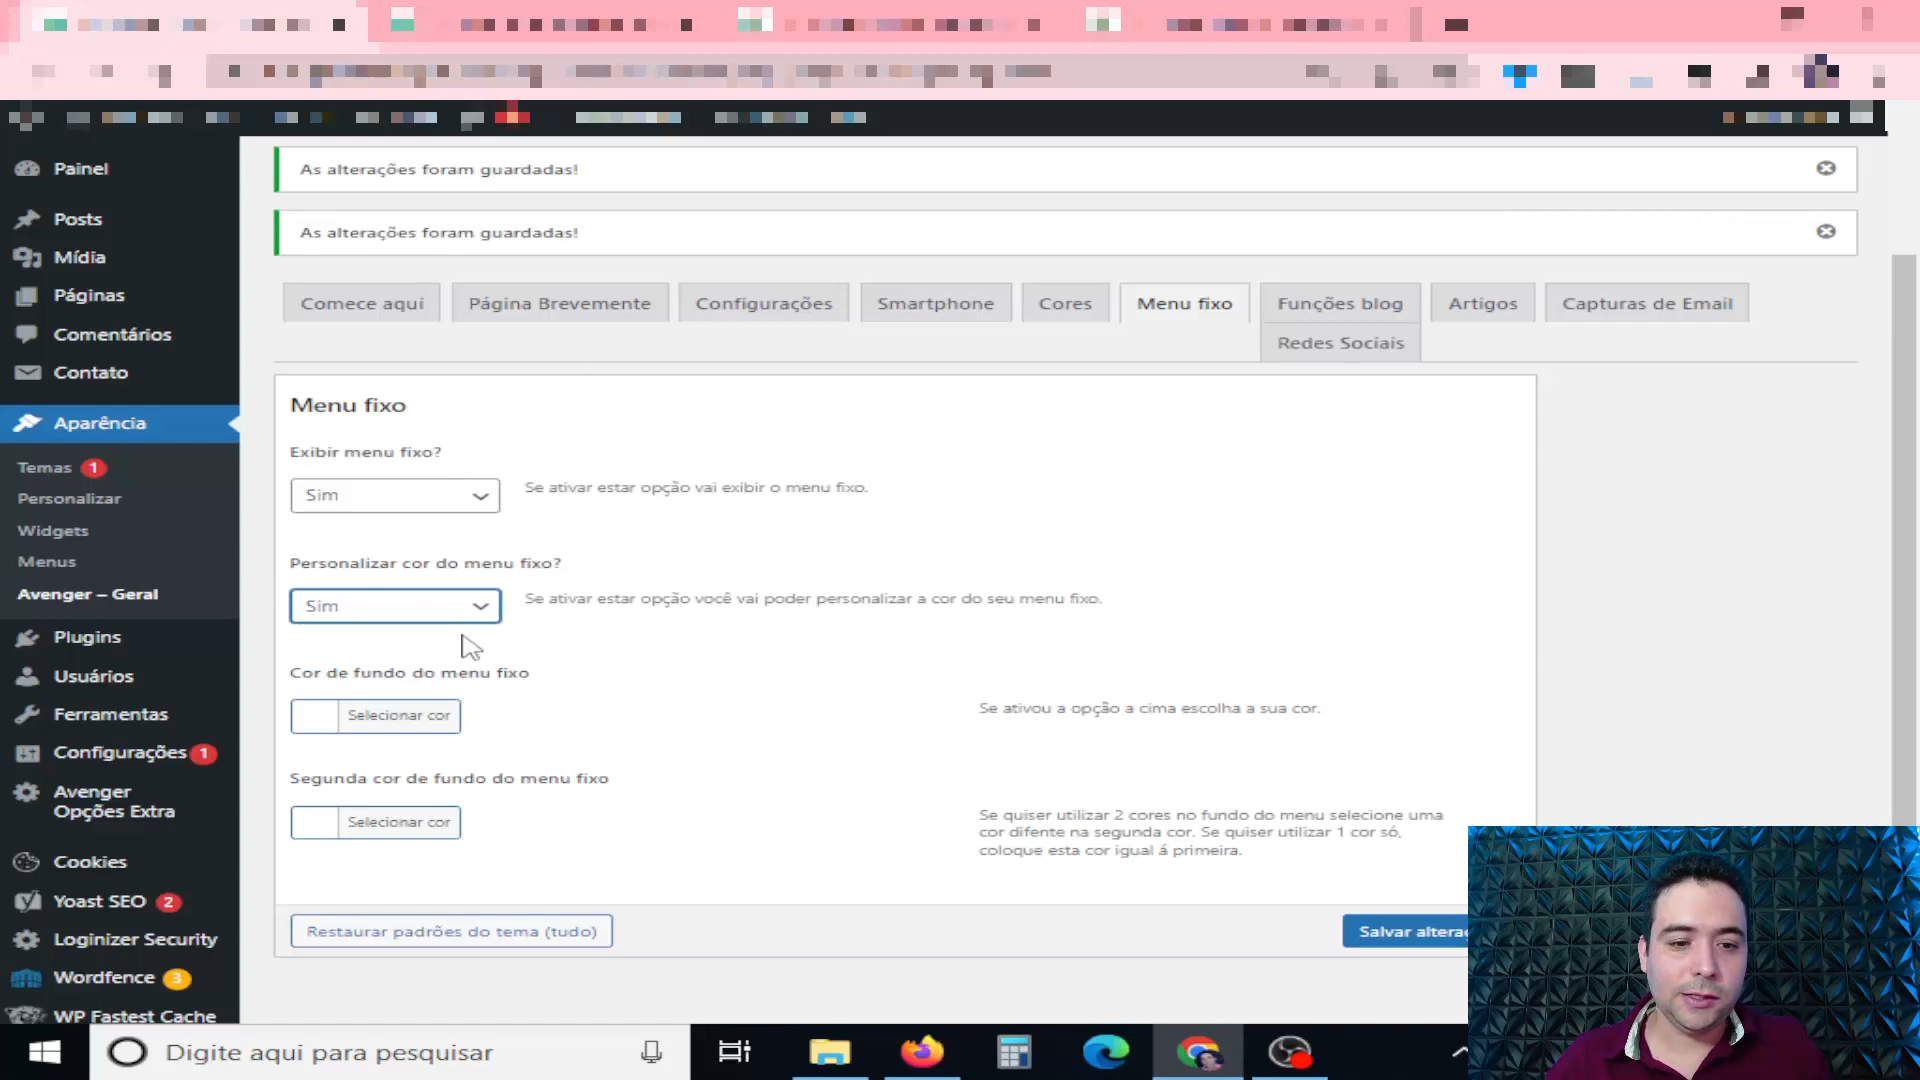 Painel
Posts
Mídia
Páginas
Comentários
Contato
Aparência
Temas 1
Personalizar
Widgets
Menus
Avenger – Geral
Plugins
Usuários
Ferramentas
Configurações 1
Avenger
Opções Extra
Cookies
Yoast SEO 2
Loginizer Security
Wordfence 3
WP Fastest Cache
As alterações foram guardadas!
As alterações foram guardadas!
Comece aqui Página Brevemente Configurações Smartphone Cores Menu fixo Funções blog Artigos Capturas de Email
Redes Sociais
Menu fixo
Exibir menu fixo?
Sim Se ativar estar opção vai exibir o menu fixo.
Personalizar cor do menu fixo?
Sim Se ativar estar opção você vai poder personalizar a cor do seu menu fixo.
Cor de fundo do menu fixo
Selecionar cor Se ativou a opção a cima escolha a sua cor.
Segunda cor de fundo do menu fixo
Selecionar cor
Se quiser utilizar 2 cores no fundo do menu selecione uma
cor difente na segunda cor. Se quiser utilizar 1 cor só,
coloque esta cor igual á primeira.
Restaurar padrões do tema (tudo) Salvar alteraç
Digite aqui para pesquisar